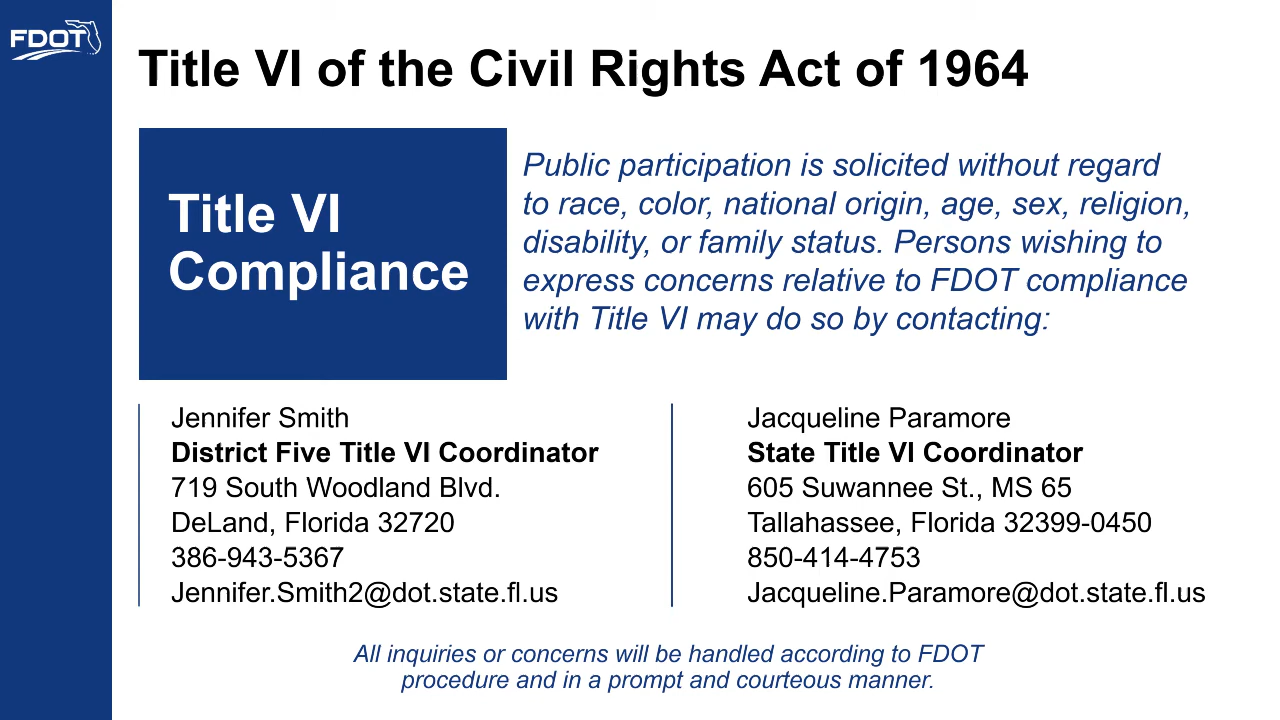 FDOT
Title VI of the Civil Rights Act of 1964
Title VI
Compliance
Public participation is solicited without regard
to race, color, national origin, age, sex, religion,
disability, or family status. Persons wishing to
express concerns relative to FDOT compliance
with Title VI may do so by contacting:
Jennifer Smith
District Five Title VI Coordinator
719 South Woodland Blvd.
DeLand, Florida 32720
386-943-5367
Jennifer.Smith2@dot.state.fl.us
Jacqueline Paramore
State Title VI Coordinator
605 Suwannee St., MS 65
Tallahassee, Florida 32399-0450
850-414-4753
Jacqueline.Paramore@dot.state.fl.us
All inquiries or concerns will be handled according to FDOT
procedure and in a prompt and courteous manner.